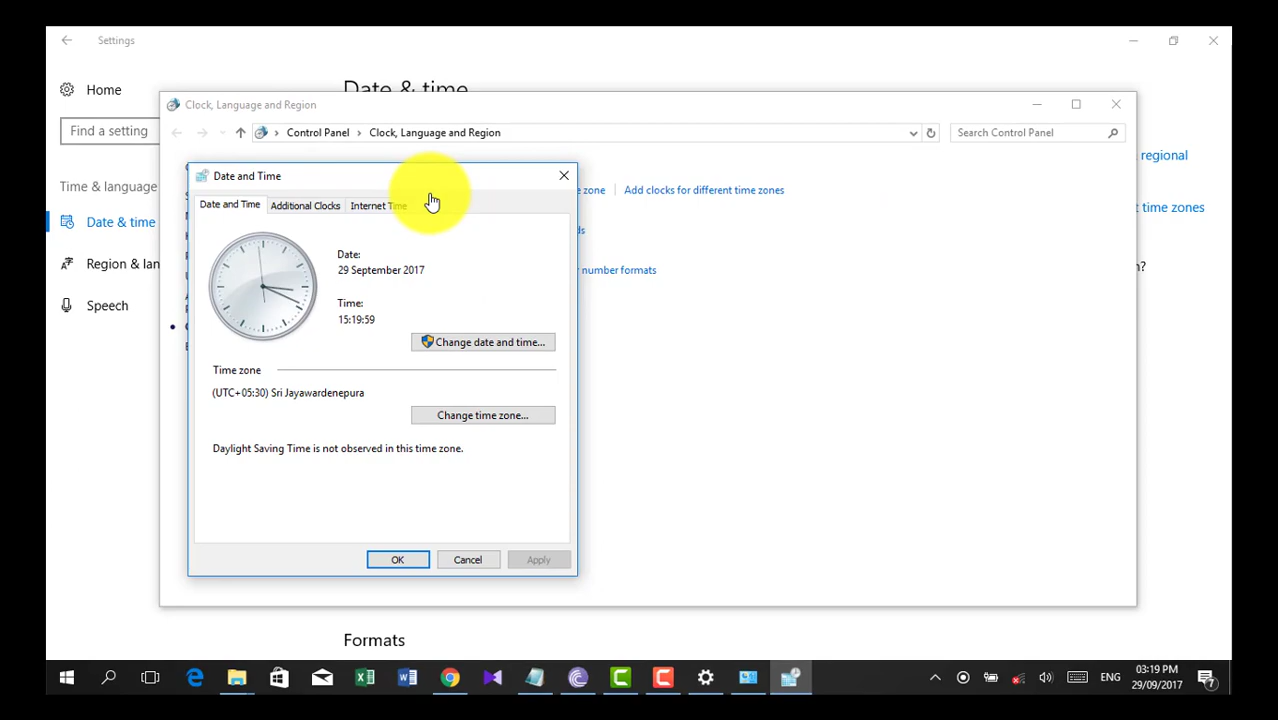 Settings
Home
Find a setting
Time & language
Date & time
Region & lan
Speech
Date & time
Clock, Language and Region
Control Panel > Clock, Language and Region
Search Control Panel
e zone
Add clocks for different time zones
ds
r number formats
regional
t time zones
n?
Date and Time
Date and Time
Additional Clocks
Internet Time
Date:
29 September 2017
Time:
15:19:59
Change date and time...
Time zone
(UTC+05:30) Sri Jayawardenepura
Change time zone...
Daylight Saving Time is not observed in this time zone.
OK
Cancel
Apply
Formats
ENG
03:19 PM
29/09/2017
7